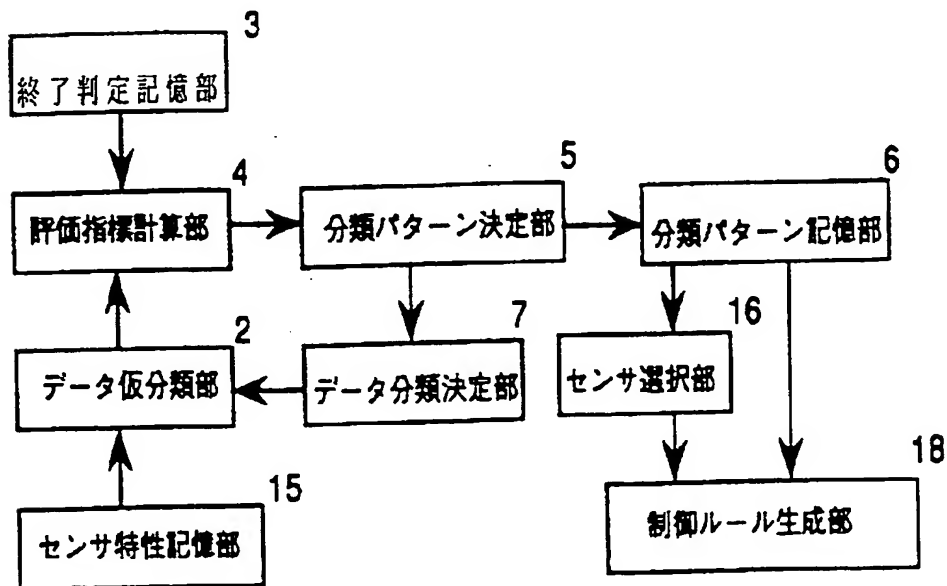 3
終了判定記憶部
4
評価指標計算部
5
分類パターン決定部
6
分類パターン記憶部
2
データ仮分類部
7
データ分類決定部
16
センサ選択部
15
センサ特性記憶部
18
制御ルール生成部